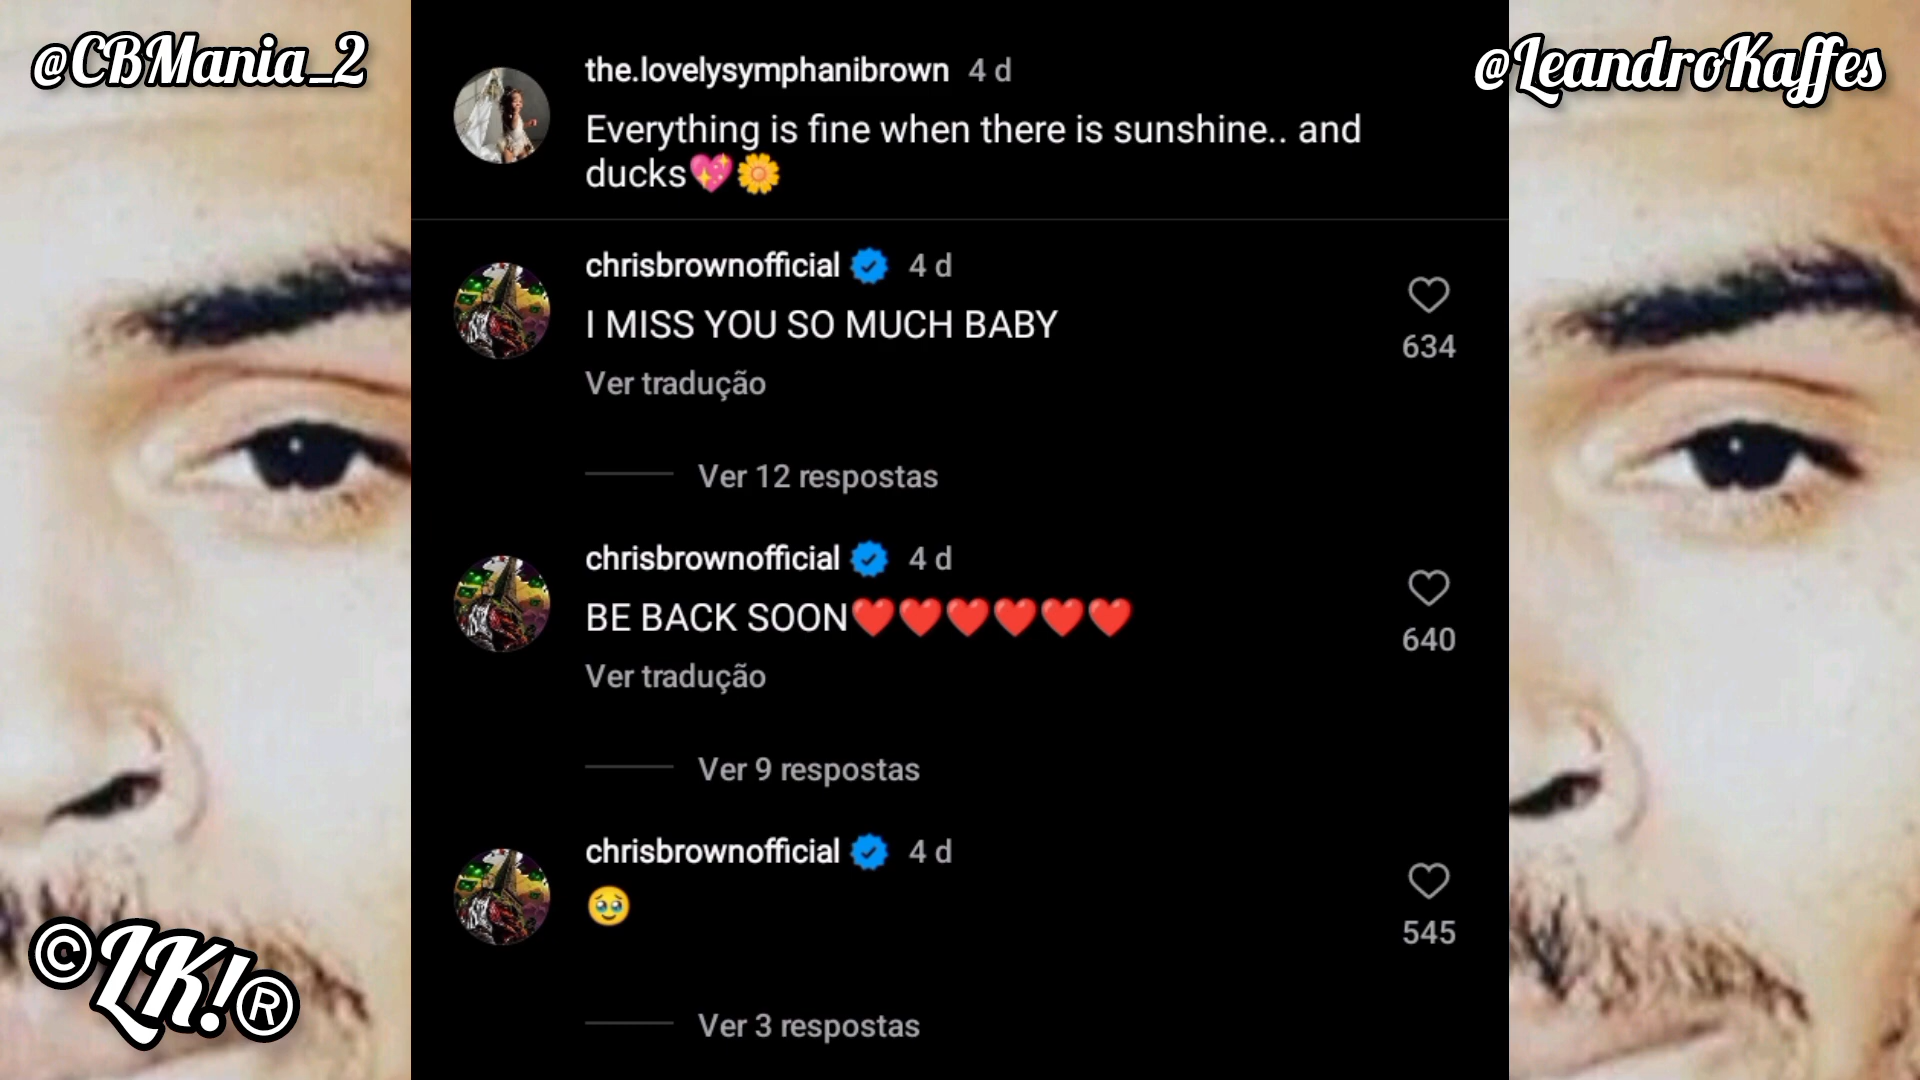 @CBMania_2
@LeandroKaffes
the.lovelysymphanibrown 4 d
Everything is fine when there is sunshine.. and
ducks💖🌼
chrisbrownofficial 4 d
I MISS YOU SO MUCH BABY
634
Ver tradução
Ver 12 respostas
chrisbrownofficial 4 d
BE BACK SOON❤️❤️❤️❤️❤️❤️
640
Ver tradução
Ver 9 respostas
chrisbrownofficial 4 d
🥹
545
Ver 3 respostas
©LK!®